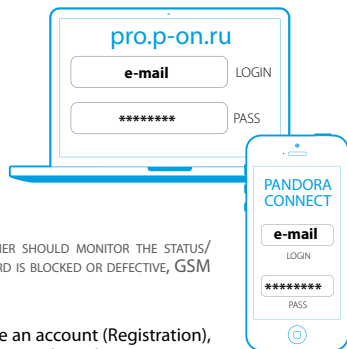 pro.p-on.ru
e-mail LOGIN
******** PASS
PANDORA
CONNECT
e-mail
LOGIN
********
PASS
SHOULD MONITOR THE STATUS/
IS BLOCKED OR DEFECTIVE, GSM
an account (Registration),